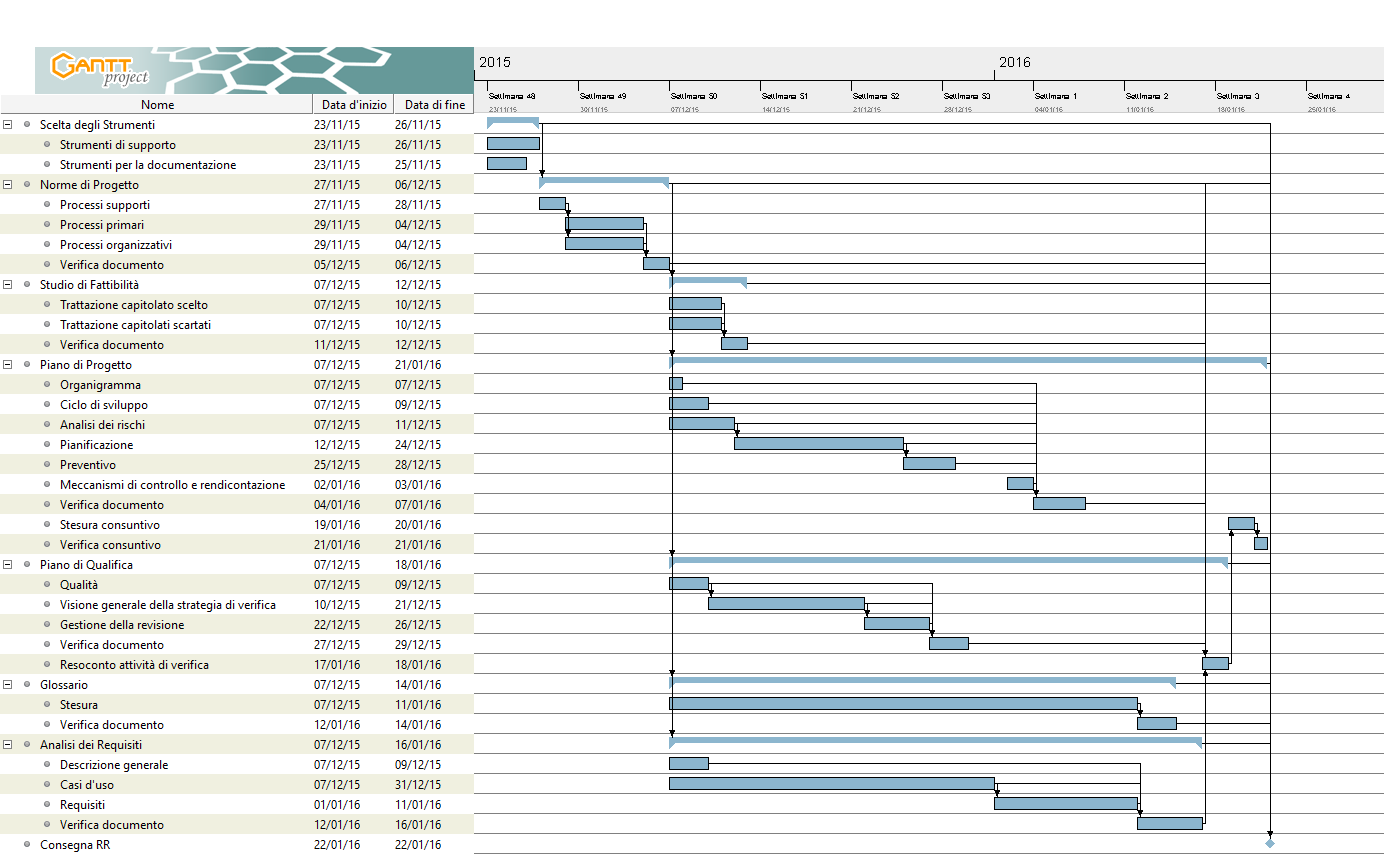 GANTT project
2015 2016
Settimana 48 Settimana 49 Settimana 50 Settimana 51 Settimana 52 Settimana 53 Settimana 1 Settimana 2 Settimana 3 Settimana 4
Nome Data d'inizio Data di fine 23/11/15 30/11/15 07/12/15 14/12/15 21/12/15 28/12/15 04/01/16 11/01/16 18/01/16 25/01/16
Scelta degli Strumenti 23/11/15 26/11/15
Strumenti di supporto 23/11/15 26/11/15
Strumenti per la documentazione 23/11/15 25/11/15
Norme di Progetto 27/11/15 06/12/15
Processi supporti 27/11/15 28/11/15
Processi primari 29/11/15 04/12/15
Processi organizzativi 29/11/15 04/12/15
Verifica documento 05/12/15 06/12/15
Studio di Fattibilità 07/12/15 12/12/15
Trattazione capitolato scelto 07/12/15 10/12/15
Trattazione capitolati scartati 07/12/15 10/12/15
Verifica documento 11/12/15 12/12/15
Piano di Progetto 07/12/15 21/01/16
Organigramma 07/12/15 07/12/15
Ciclo di sviluppo 07/12/15 09/12/15
Analisi dei rischi 07/12/15 11/12/15
Pianificazione 12/12/15 24/12/15
Preventivo 25/12/15 28/12/15
Meccanismi di controllo e rendicontazione 02/01/16 03/01/16
Verifica documento 04/01/16 07/01/16
Stesura consuntivo 19/01/16 20/01/16
Verifica consuntivo 21/01/16 21/01/16
Piano di Qualifica 07/12/15 18/01/16
Qualità 07/12/15 09/12/15
Visione generale della strategia di verifica 10/12/15 21/12/15
Gestione della revisione 22/12/15 26/12/15
Verifica documento 27/12/15 29/12/15
Resoconto attività di verifica 17/01/16 18/01/16
Glossario 07/12/15 14/01/16
Stesura 07/12/15 11/01/16
Verifica documento 12/01/16 14/01/16
Analisi dei Requisiti 07/12/15 16/01/16
Descrizione generale 07/12/15 09/12/15
Casi d'uso 07/12/15 31/12/15
Requisiti 01/01/16 11/01/16
Verifica documento 12/01/16 16/01/16
Consegna RR 22/01/16 22/01/16